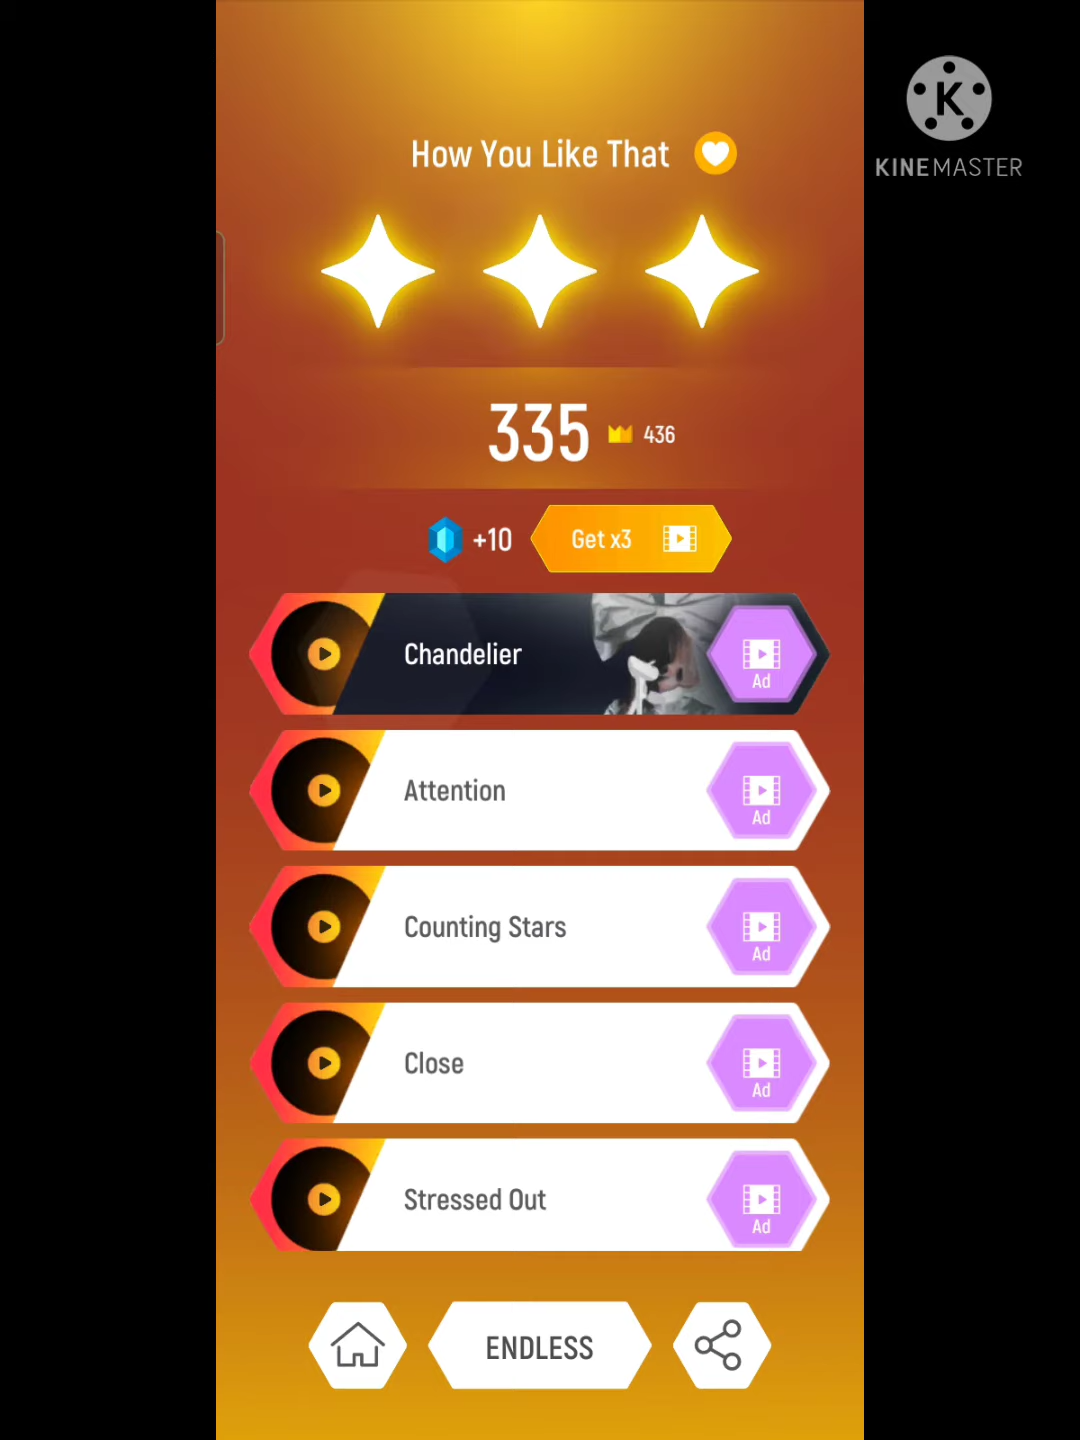 How You Like That
K
KINEMASTER
335 436
+10 Get x3
Chandelier
Ad
Attention
Ad
Counting Stars
Ad
Close
Ad
Stressed Out
Ad
ENDLESS